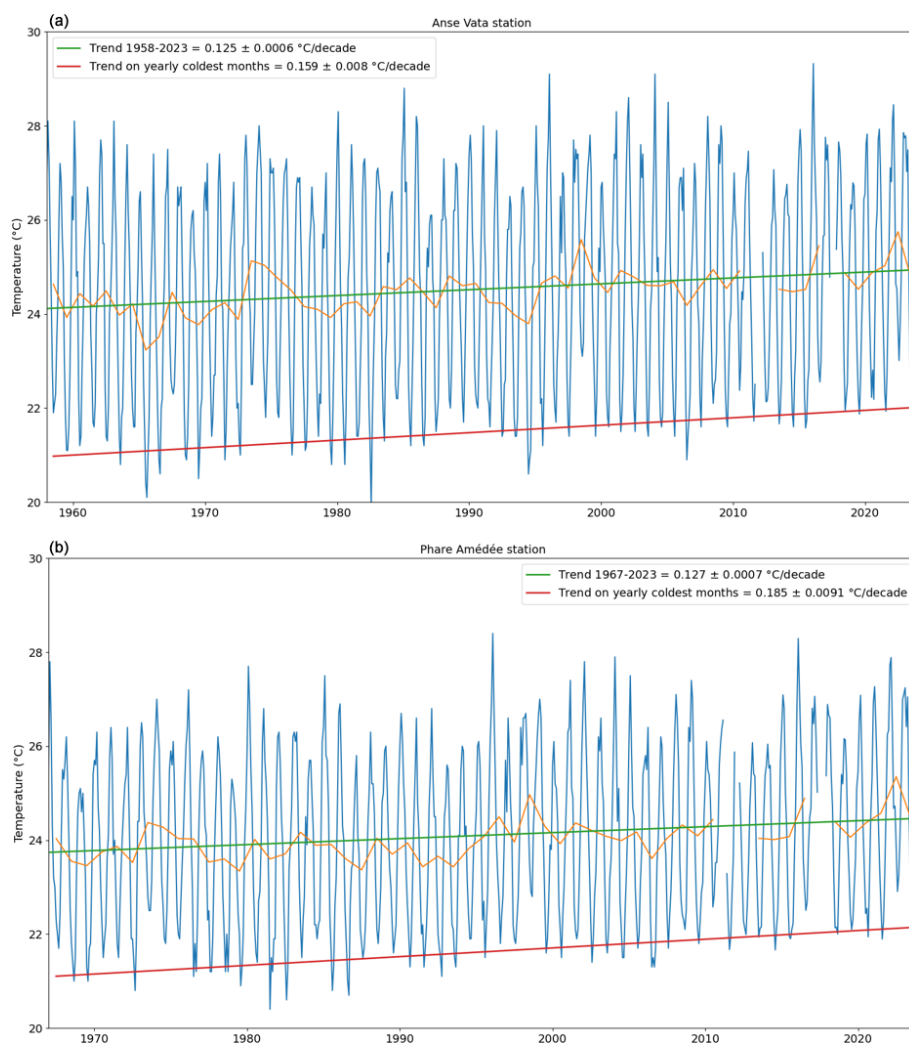 (a)
Anse Vata station
Trend 1958-2023 = 0.125 ± 0.0006 °C/decade
Trend on yearly coldest months = 0.159 ± 0.008 °C/decade
Temperature (°C)
30
28
26
24
22
20
1960
1970
1980
1990
2000
2010
2020
(b)
Phare Amédée station
Trend 1967-2023 = 0.127 ± 0.0007 °C/decade
Trend on yearly coldest months = 0.185 ± 0.0091 °C/decade
Temperature (°C)
30
28
26
24
22
20
1970
1980
1990
2000
2010
2020